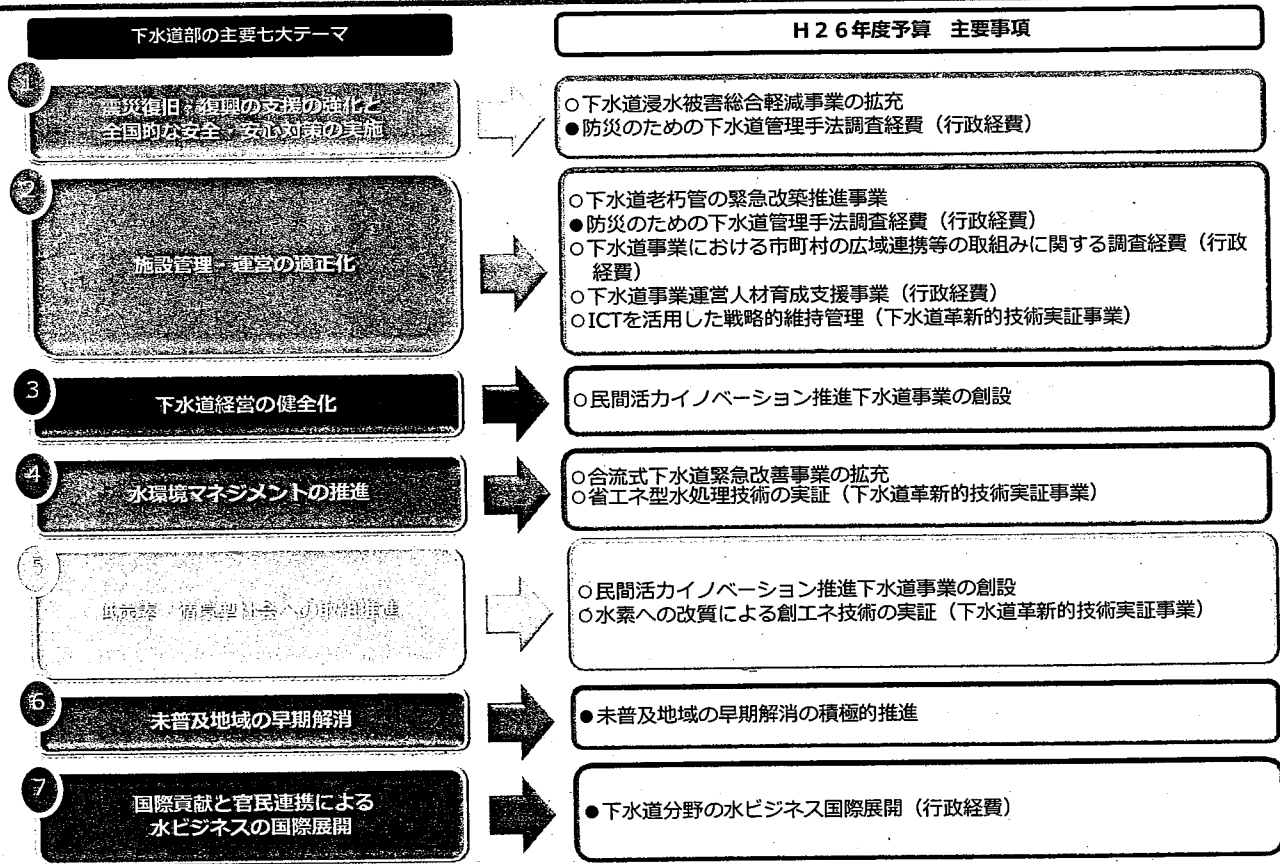 下水道部の主要七大テーマ
H26年度予算 主要事項
1
震災復旧・復興の支援の強化と
全国的な安全・安心対策の実施
○下水道浸水被害総合軽減事業の拡充
●防災のための下水道管理手法調査経費（行政経費）
2
施設管理・運営の適正化
○下水道老朽管の緊急改築推進事業
●防災のための下水道管理手法調査経費（行政経費）
○下水道事業における市町村の広域連携等の取組みに関する調査経費（行政
経費）
○下水道事業運営人材育成支援事業（行政経費）
○ICTを活用した戦略的維持管理（下水道革新的技術実証事業）
3
下水道経営の健全化
○民間活力イノベーション推進下水道事業の創設
4
水環境マネジメントの推進
○合流式下水道緊急改善事業の拡充
○省エネ型水処理技術の実証（下水道革新的技術実証事業）
5
低炭素・循環型社会への取組推進
○民間活力イノベーション推進下水道事業の創設
○水素への改質による創エネ技術の実証（下水道革新的技術実証事業）
6
未普及地域の早期解消
●未普及地域の早期解消の積極的推進
7
国際貢献と官民連携による
水ビジネスの国際展開
●下水道分野の水ビジネス国際展開（行政経費）